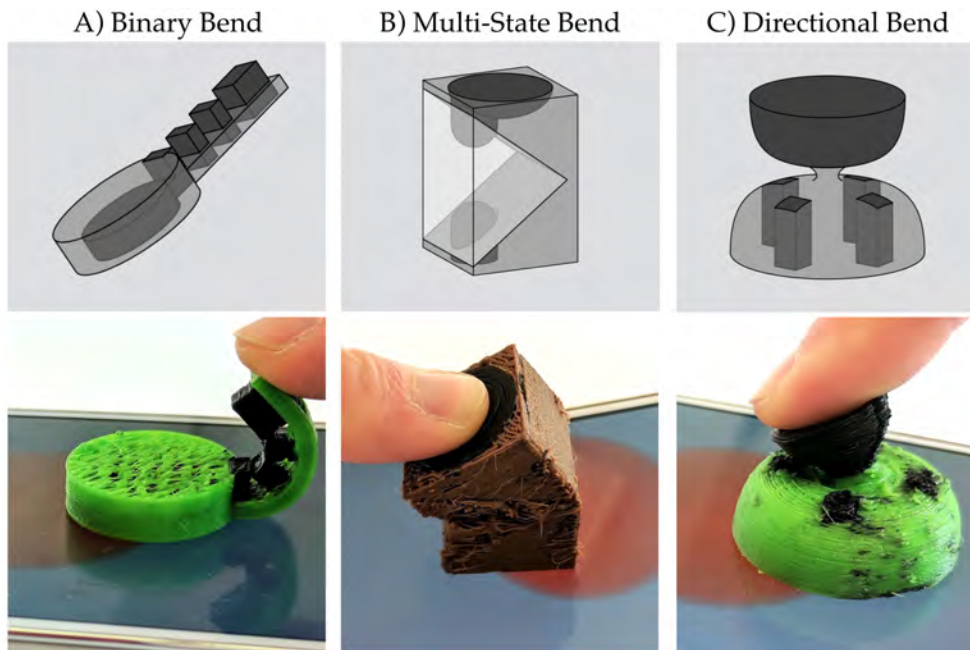 A) Binary Bend
B) Multi-State Bend
C) Directional Bend